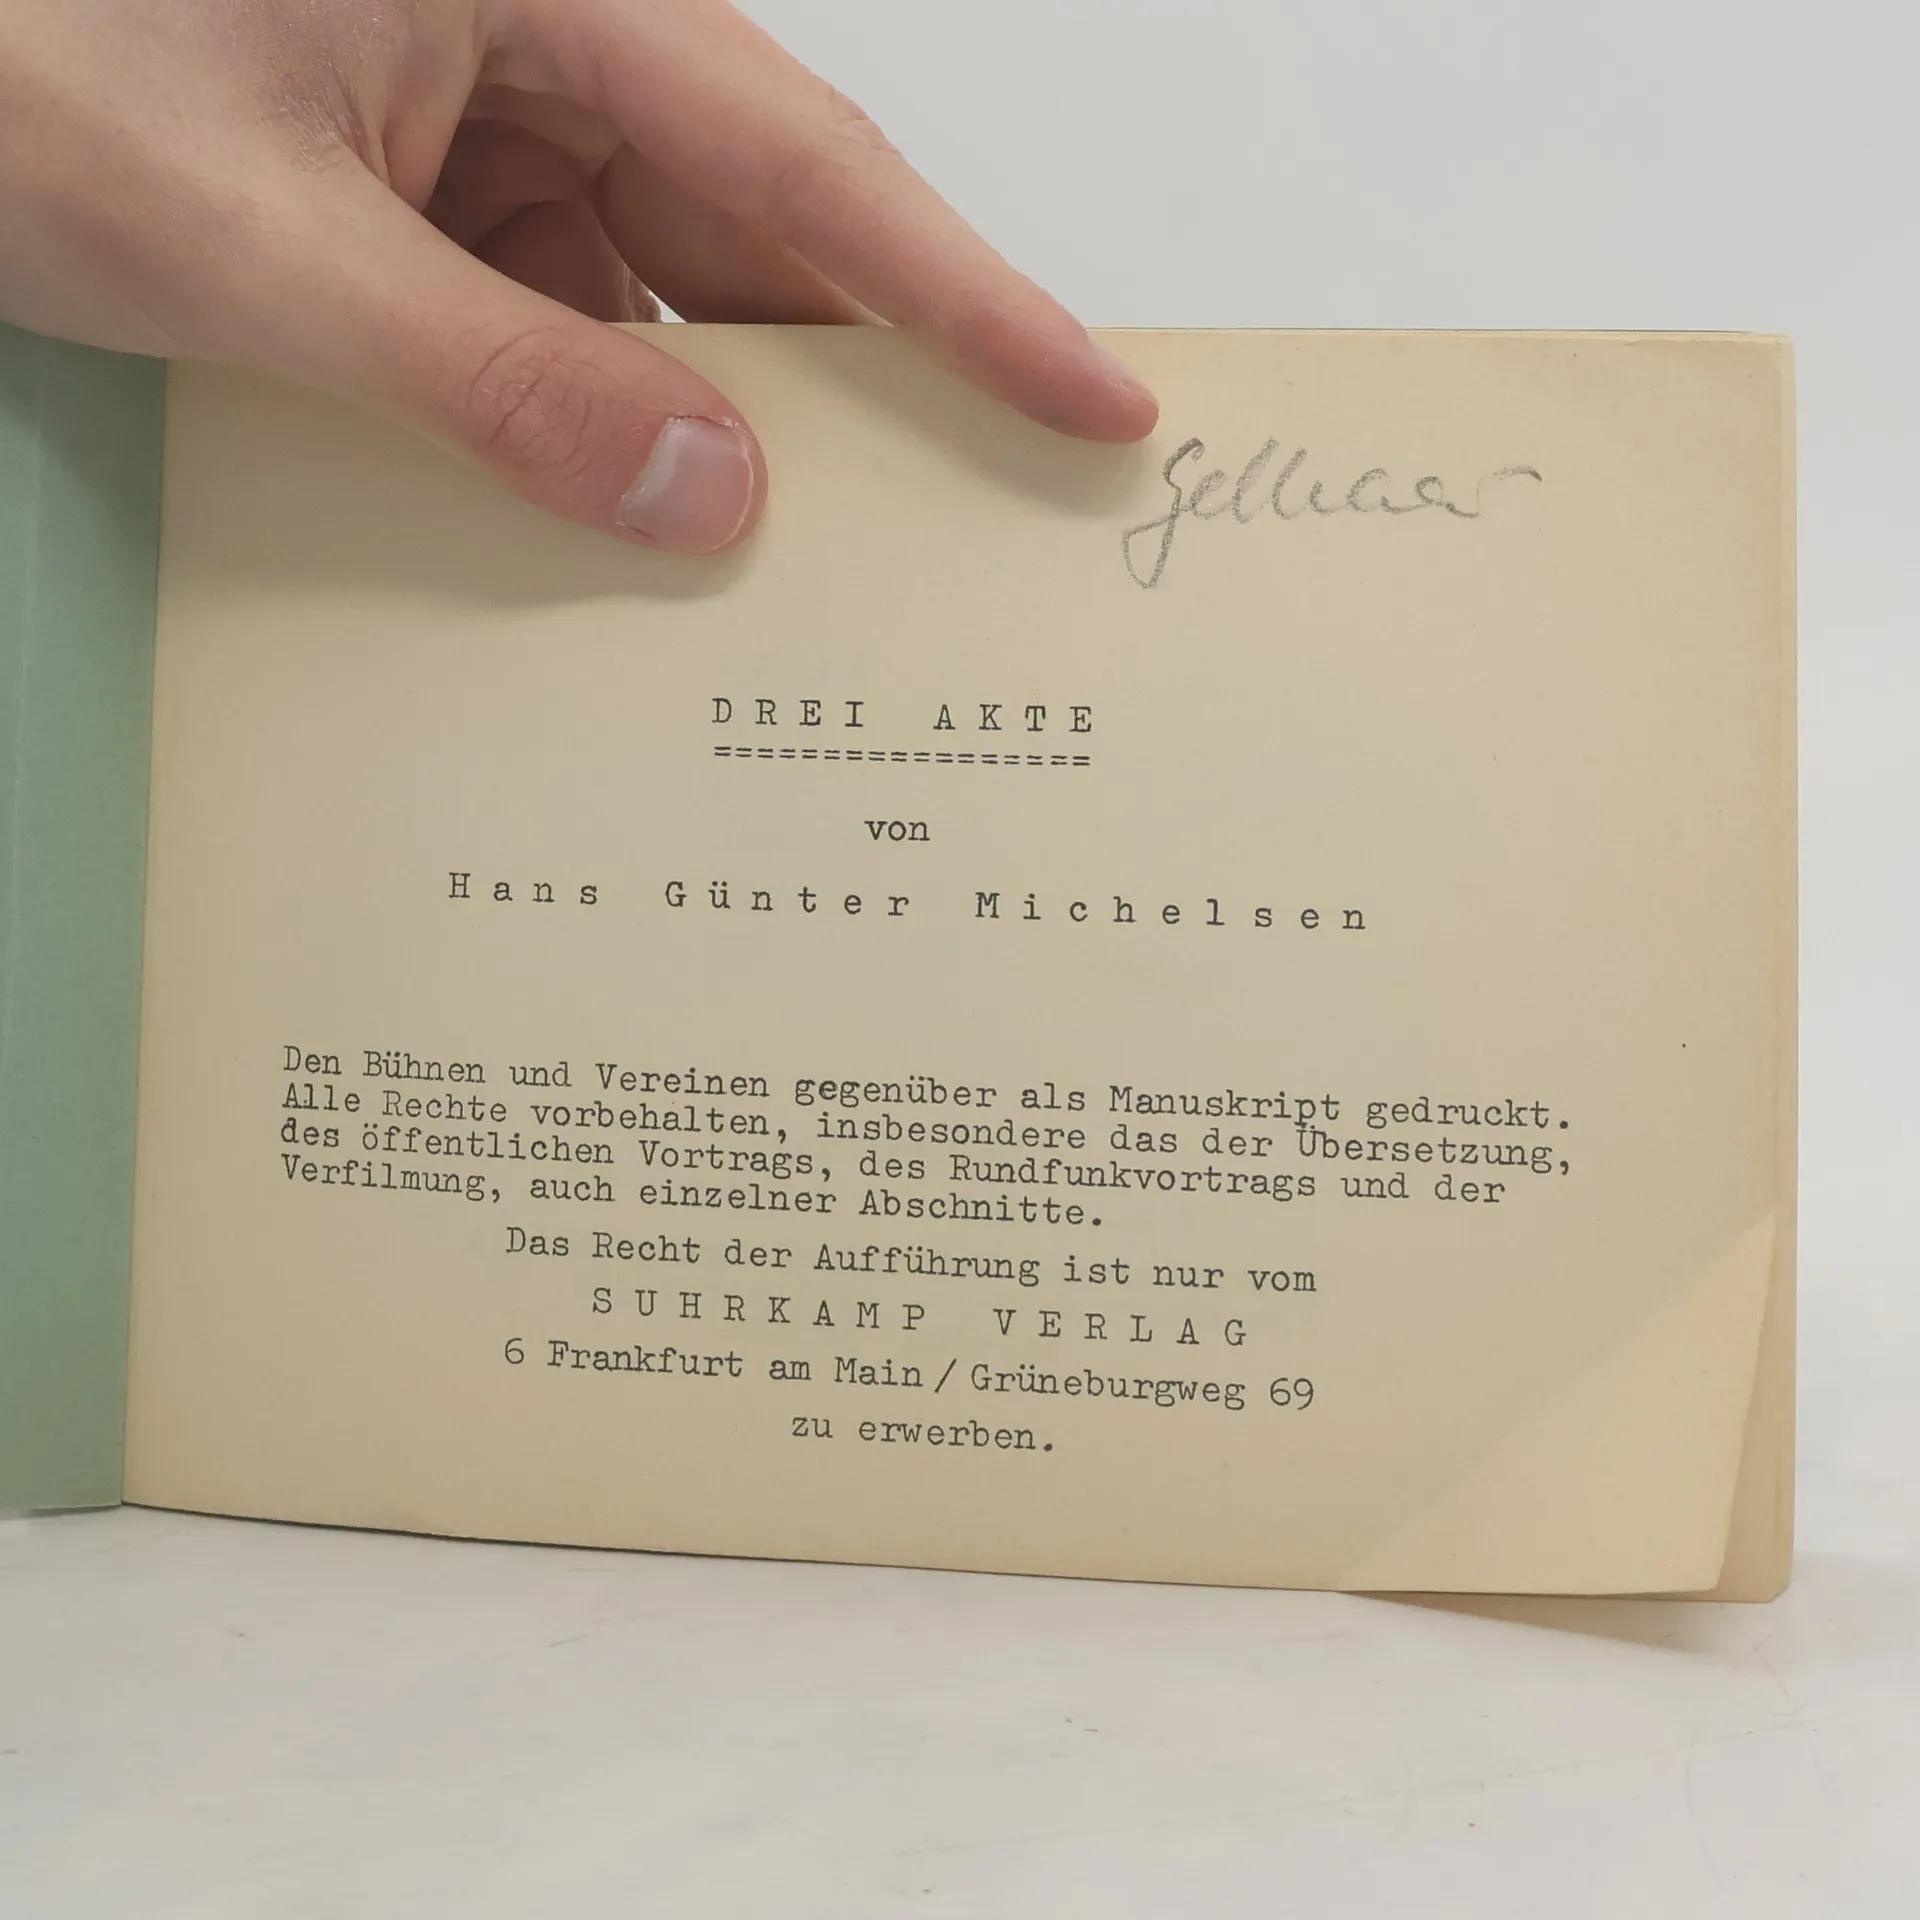 Gelhaar
D R E I  A K T E
=================
von
H a n s  G ü n t e r  M i c h e l s e n
Den Bühnen und Vereinen gegenüber als Manuskript gedruckt.
Alle Rechte vorbehalten, insbesondere das der Übersetzung,
des öffentlichen Vortrags, des Rundfunkvortrags und der
Verfilmung, auch einzelner Abschnitte.
Das Recht der Aufführung ist nur vom
S U H R K A M P  V E R L A G
6 Frankfurt am Main / Grüneburgweg 69
zu erwerben.